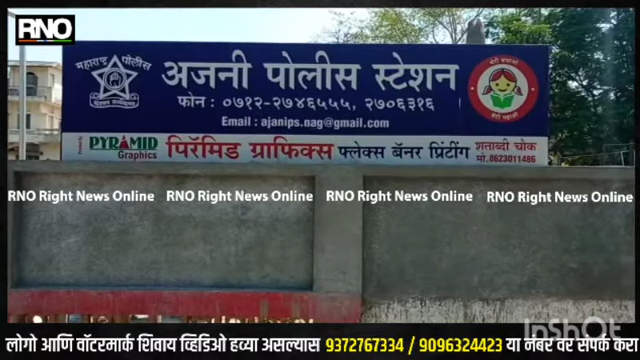 RNO
महाराष्ट्र पोलीस
अजनी पोलीस स्टेशन
फोन : ०७१२-२७४६५५५, २७०६३१६
Email : ajanips.nag@gmail.com
PYRAMID
Graphics
पिरॅमिड ग्राफिक्स फ्लेक्स बॅनर प्रिंटींग
शताब्दी चौक
मो.8623011486
RNO Right News Online RNO Right News Online RNO Right News Online RNO Right News Online
InShOt
लोगो आणि वॉटरमार्क शिवाय व्हिडिओ हव्या असल्यास 9372767334 / 9096324423 या नंबर वर संपर्क करा